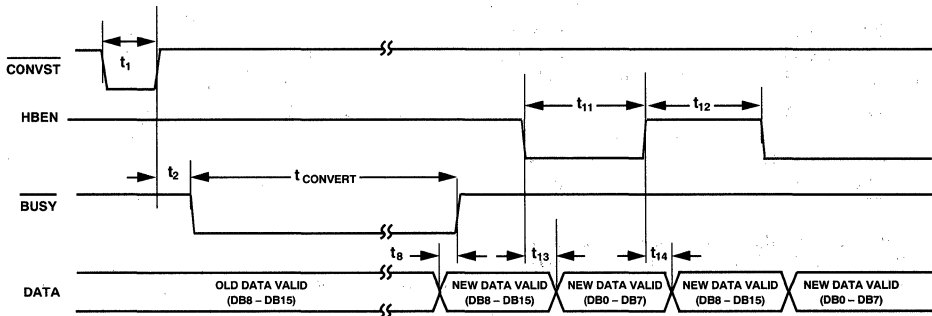 t1
CONVST
t11
t12
HBEN
t2
tCONVERT
BUSY
t8
t13
t14
DATA
OLD DATA VALID
(DB8 – DB15)
NEW DATA VALID
(DB8 – DB15)
NEW DATA VALID
(DB0 – DB7)
NEW DATA VALID
(DB8 – DB15)
NEW DATA VALID
(DB0 – DB7)